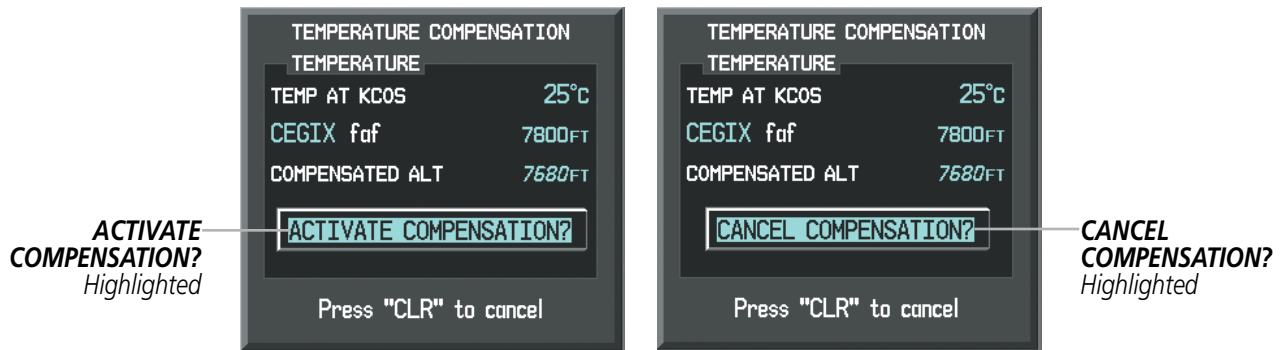 TEMPERATURE COMPENSATION
TEMPERATURE
TEMP AT KCOS 25°C
CEGIX faf 7800FT
COMPENSATED ALT 7680FT
ACTIVATE COMPENSATION?
Press "CLR" to cancel
ACTIVATE
COMPENSATION?
Highlighted
TEMPERATURE COMPENSATION
TEMPERATURE
TEMP AT KCOS 25°C
CEGIX faf 7800FT
COMPENSATED ALT 7680FT
CANCEL COMPENSATION?
Press "CLR" to cancel
CANCEL
COMPENSATION?
Highlighted